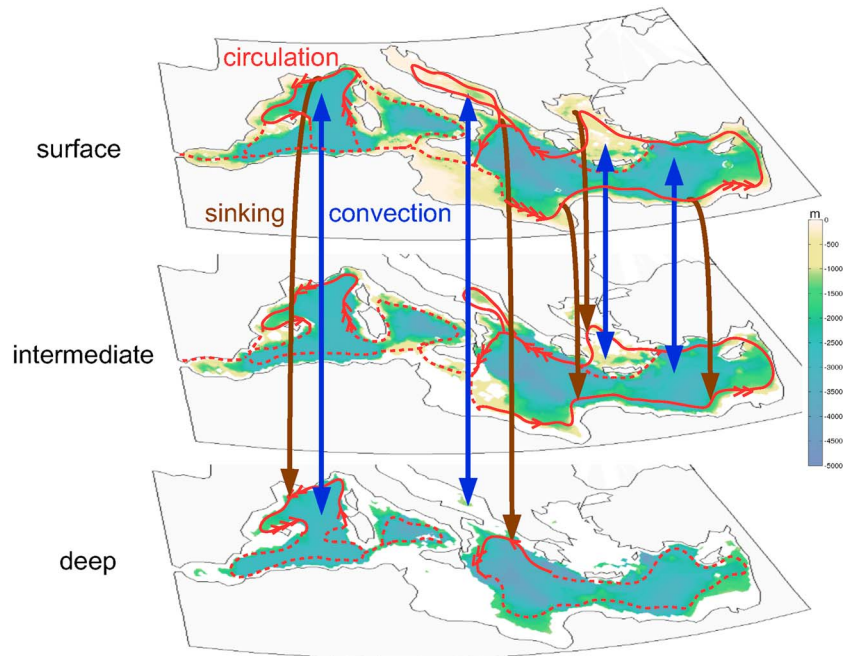 circulation
surface
sinking
convection
m
0
-500
-1000
-1500
-2000
-2500
-3000
-3500
-4000
-4500
-5000
intermediate
deep